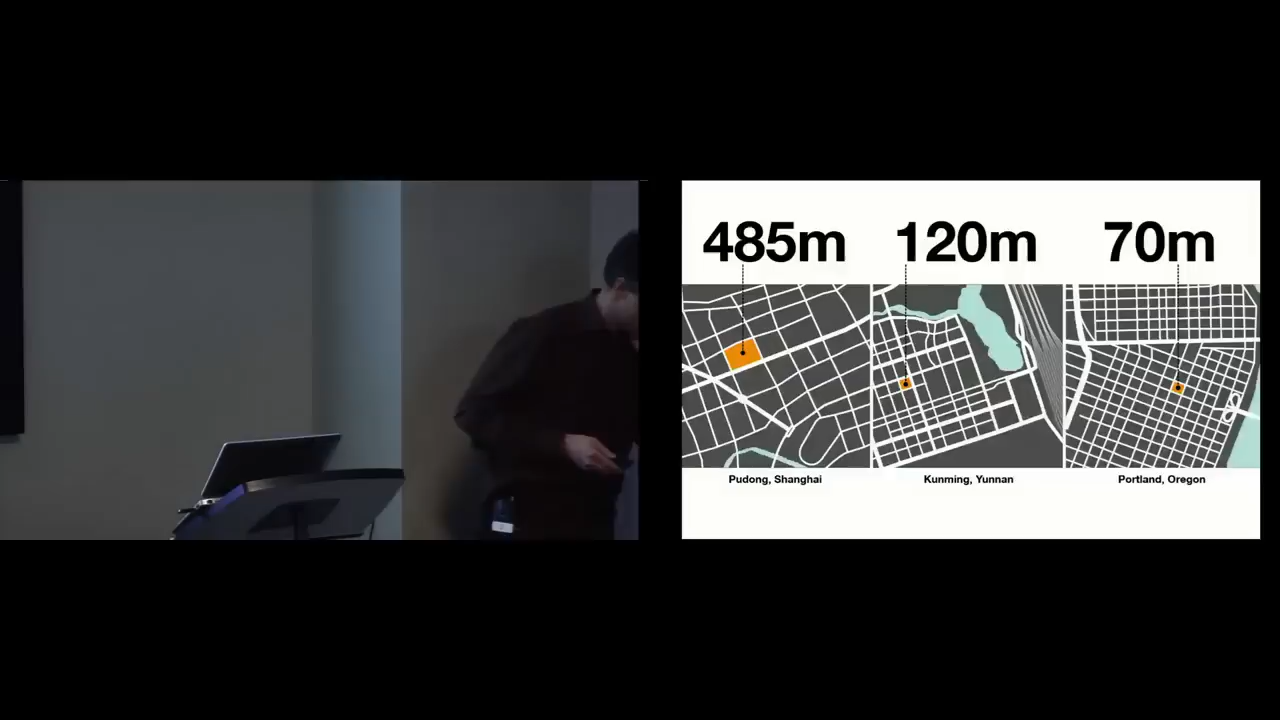 485m 120m 70m
Pudong, Shanghai Kunming, Yunnan Portland, Oregon